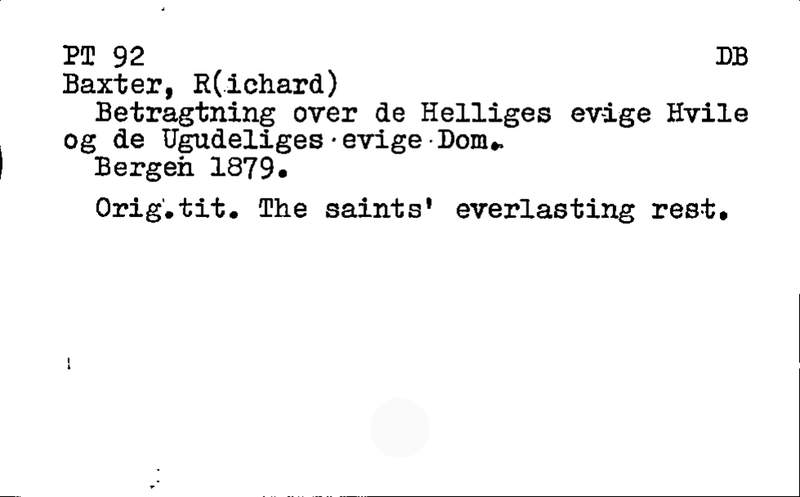 PT 92 DB
Baxter, R(ichard)
Betragtning over de Helliges evige Hvile
og de Ugudeliges evige Dom.
Bergen 1879.
Orig.tit. The saints' everlasting rest.